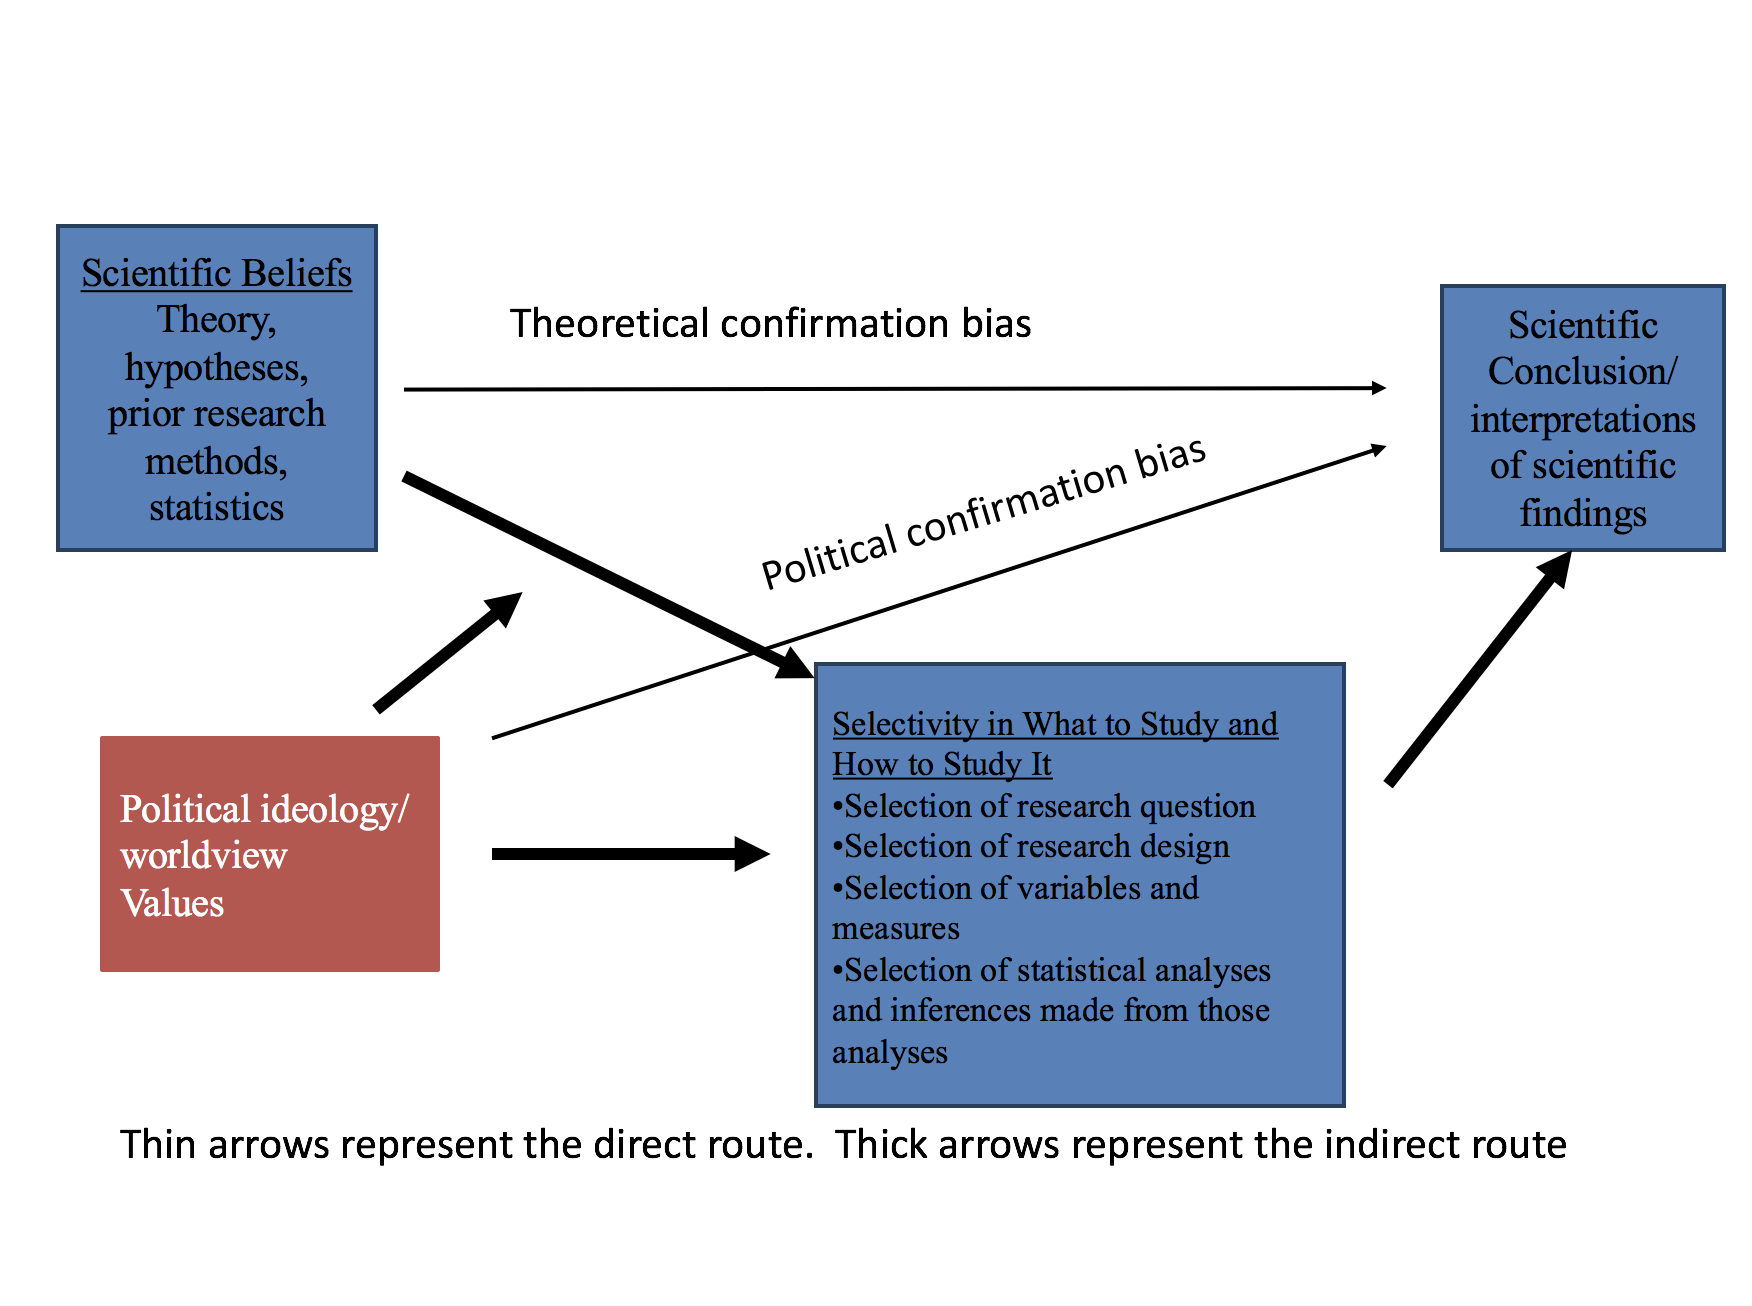 Scientific Beliefs
Theory,
hypotheses,
prior research
methods,
statistics
Theoretical confirmation bias
Scientific
Conclusion/
interpretations
of scientific
findings
Political confirmation bias
Political ideology/
worldview
Values
Selectivity in What to Study and
How to Study It
•Selection of research question
•Selection of research design
•Selection of variables and
measures
•Selection of statistical analyses
and inferences made from those
analyses
Thin arrows represent the direct route.  Thick arrows represent the indirect route